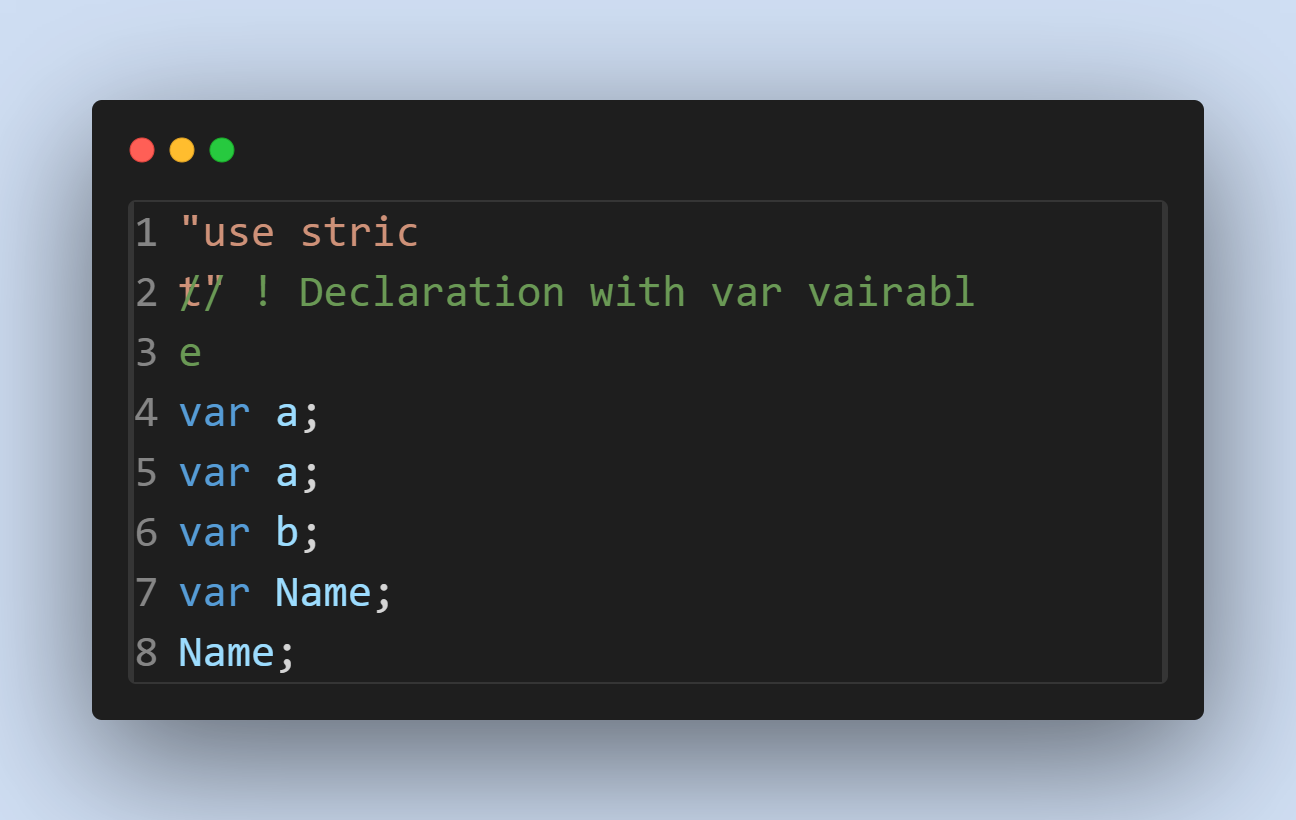 1 "use stric
2 t"// ! Declaration with var vairabl
3 e
4 var a;
5 var a;
6 var b;
7 var Name;
8 Name;